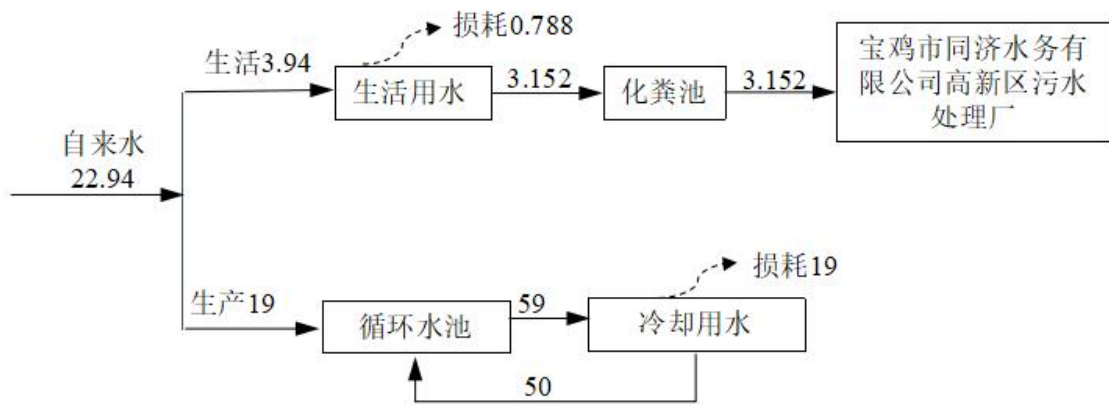 损耗0.788
生活3.94
生活用水
3.152
化粪池
3.152
宝鸡市同济水务有
限公司高新区污水
处理厂
自来水
22.94
损耗19
生产19
循环水池
59
冷却用水
50